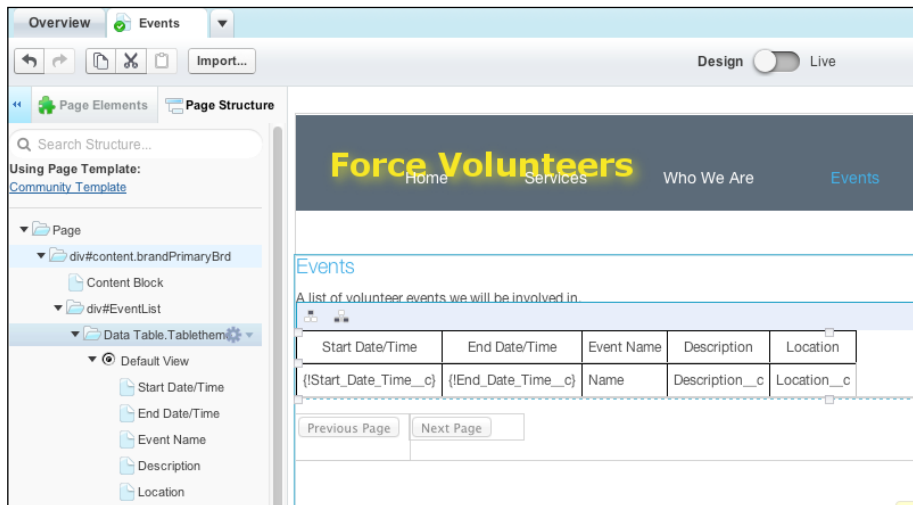 Overview Events
Import... Design Live
Page Elements Page Structure
Search Structure...
Using Page Template:
Community Template
Page
div#content.brandPrimaryBrd
Content Block
div#EventList
Data Table.Tablethem
Default View
Start Date/Time
End Date/Time
Event Name
Description
Location
Force Volunteers
Home Services Who We Are Events
Events
A list of volunteer events we will be involved in.
Start Date/Time End Date/Time Event Name Description Location
{!Start_Date_Time__c} {!End_Date_Time__c} Name Description__c Location__c
Previous Page Next Page